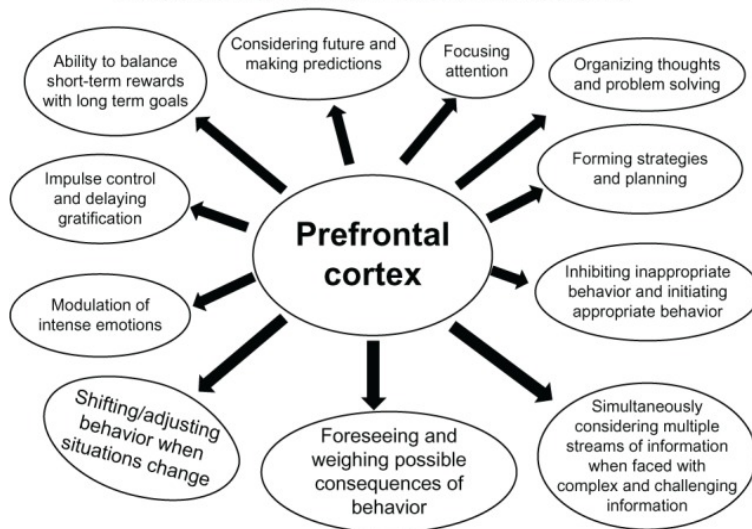 Ability to balance
short-term rewards
with long term goals
Considering future and
making predictions
Focusing
attention
Organizing thoughts
and problem solving
Impulse control
and delaying
gratification
Forming strategies
and planning
Prefrontal
cortex
Modulation of
intense emotions
Inhibiting inappropriate
behavior and initiating
appropriate behavior
Shifting/adjusting
behavior when
situations change
Foreseeing and
weighing possible
consequences of
behavior
Simultaneously
considering multiple
streams of information
when faced with
complex and challenging
information